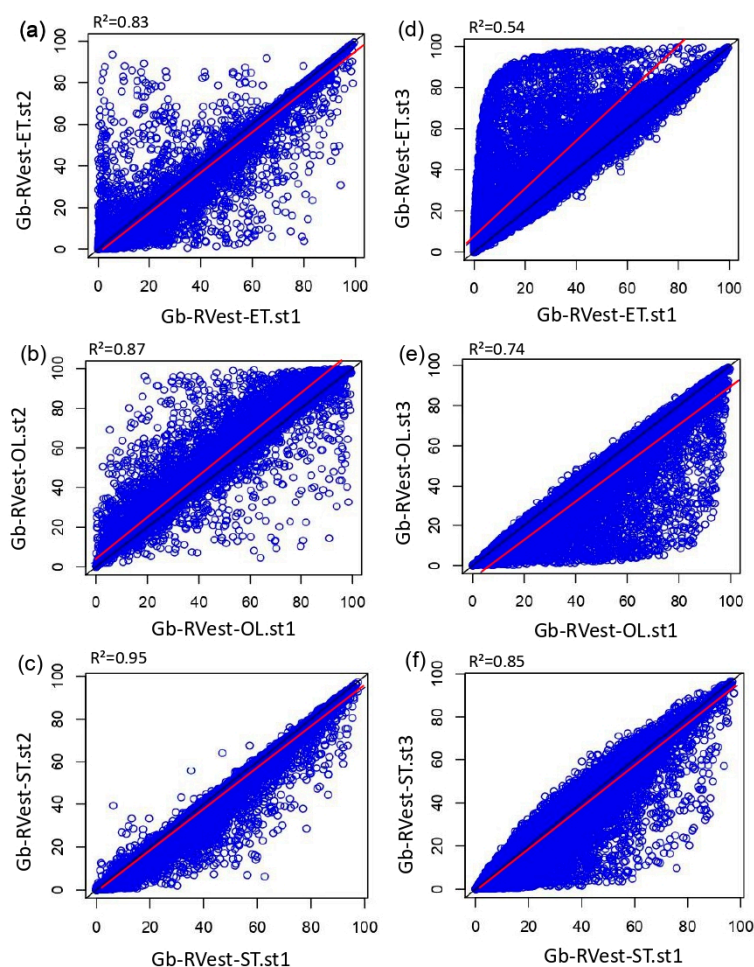 (a)
R²=0.83
100
80
60
40
20
0
Gb-RVest-ET.st2
0 20 40 60 80 100
Gb-RVest-ET.st1
(d)
R²=0.54
100
80
60
40
20
0
Gb-RVest-ET.st3
0 20 40 60 80 100
Gb-RVest-ET.st1
(b)
R²=0.87
100
80
60
40
20
0
Gb-RVest-OL.st2
0 20 40 60 80 100
Gb-RVest-OL.st1
(e)
R²=0.74
100
80
60
40
20
0
Gb-RVest-OL.st3
0 20 40 60 80 100
Gb-RVest-OL.st1
(c)
R²=0.95
100
80
60
40
20
0
Gb-RVest-ST.st2
0 20 40 60 80 100
Gb-RVest-ST.st1
(f)
R²=0.85
100
80
60
40
20
0
Gb-RVest-ST.st3
0 20 40 60 80 100
Gb-RVest-ST.st1